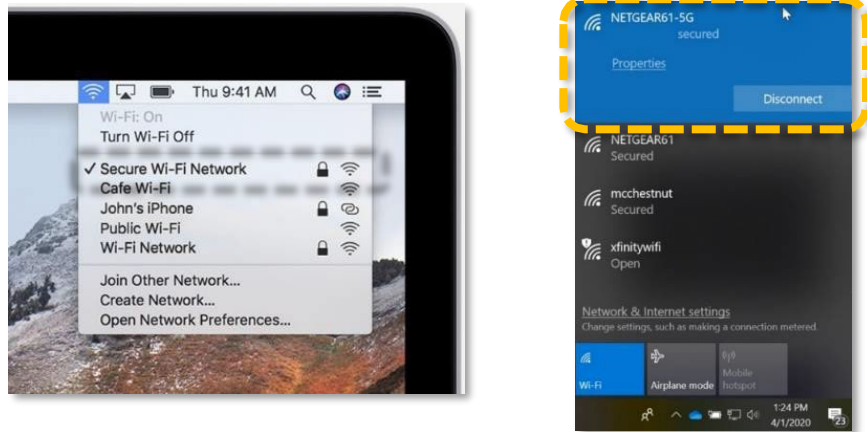 Thu 9:41 AM
Wi-Fi: On
Turn Wi-Fi Off
✓ Secure Wi-Fi Network
Cafe Wi-Fi
John's iPhone
Public Wi-Fi
Wi-Fi Network
Join Other Network...
Create Network...
Open Network Preferences...
NETGEAR61-5G
secured
Properties
Disconnect
NETGEAR61
Secured
mcchestnut
Secured
xfinitywifi
Open
Network & Internet settings
Change settings, such as making a connection metered.
Mobile
Wi-Fi Airplane mode hotspot
1:24 PM
4/1/2020
23